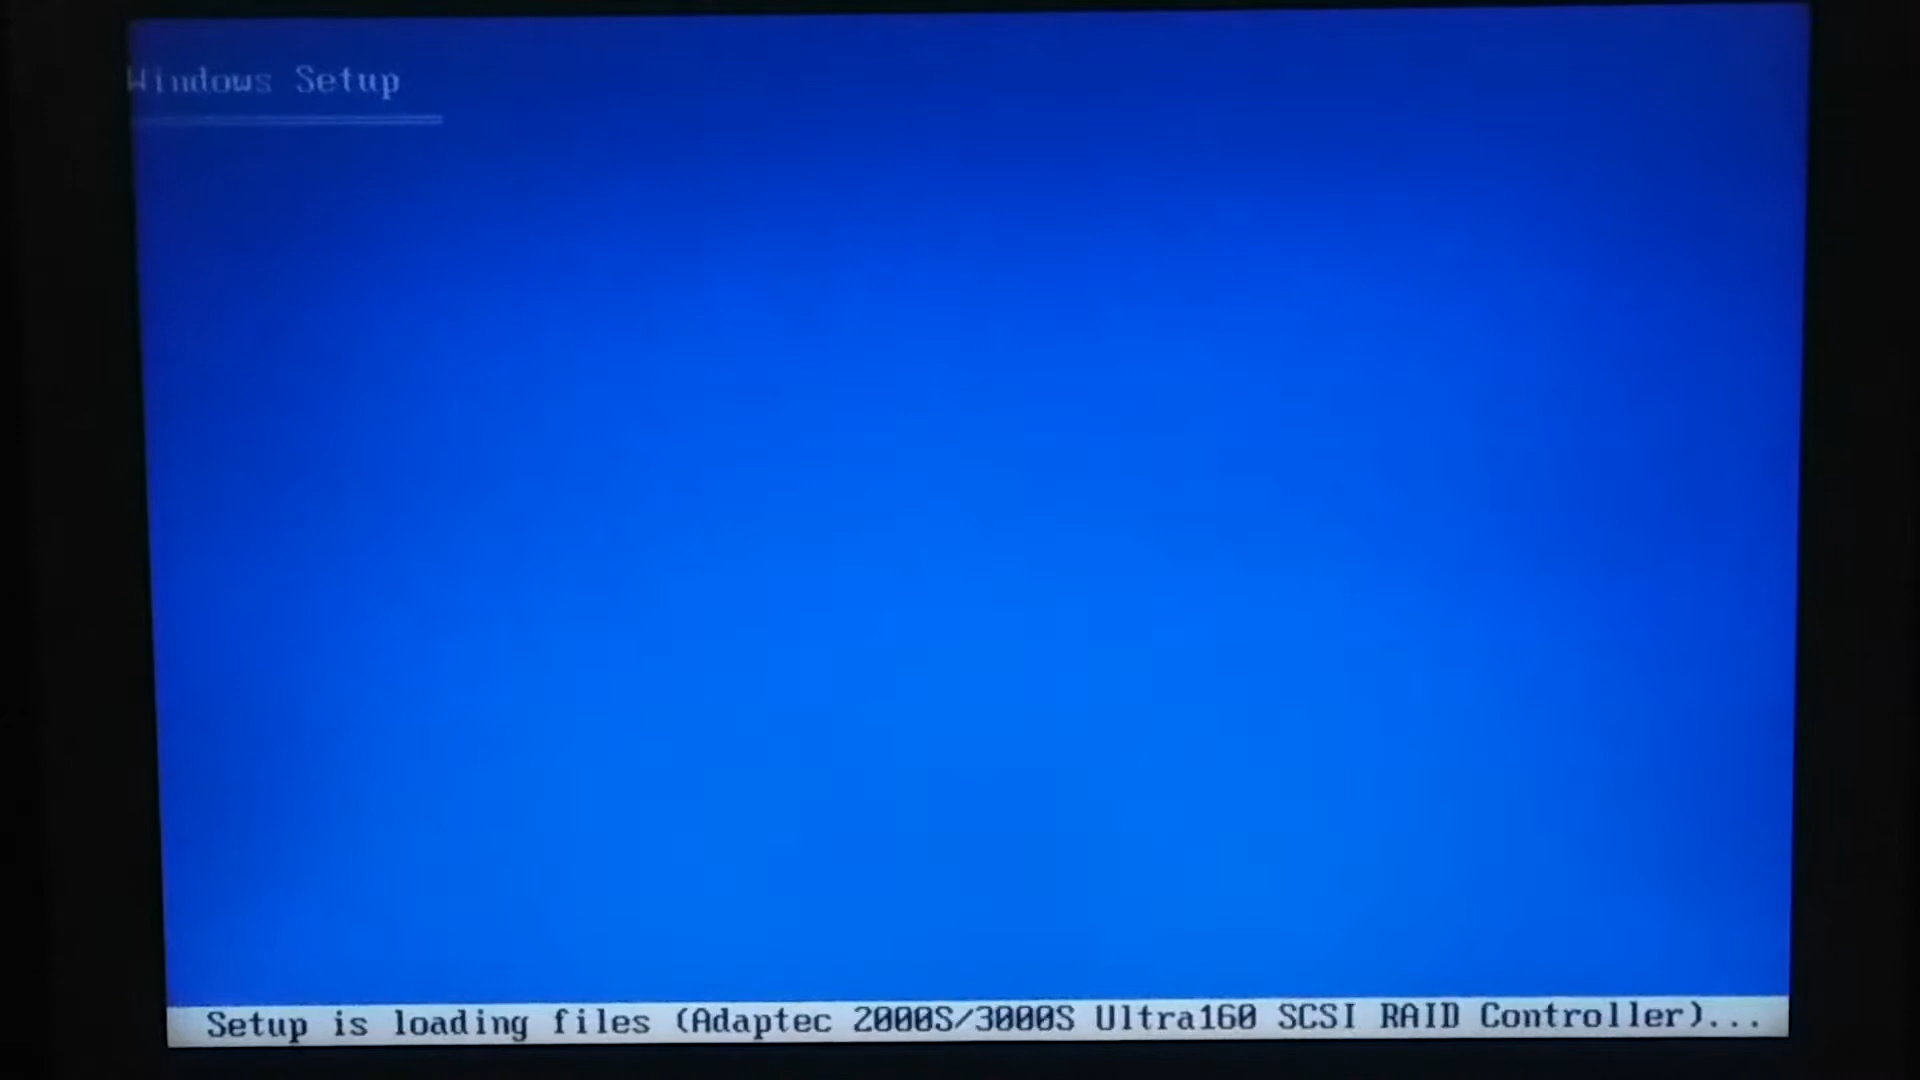 Windows Setup
Setup is loading files (Adaptec 2000S/3000S Ultra160 SCSI RAID Controller)...